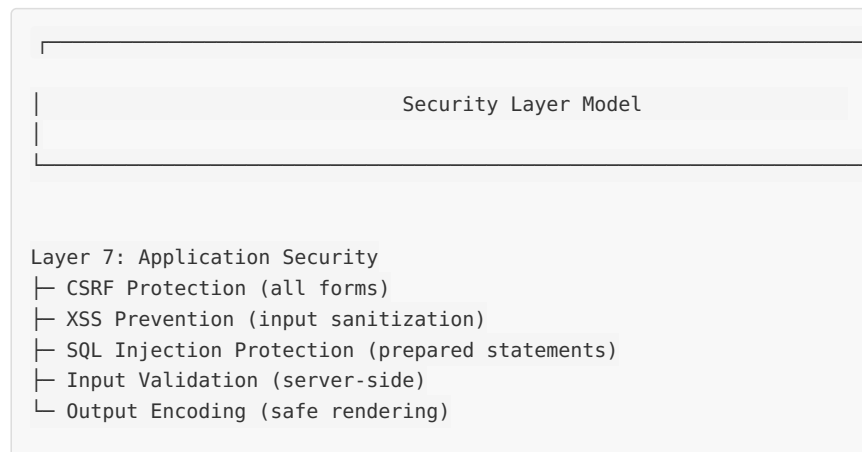 Security Layer Model
Layer 7: Application Security
├─ CSRF Protection (all forms)
├─ XSS Prevention (input sanitization)
├─ SQL Injection Protection (prepared statements)
├─ Input Validation (server-side)
└─ Output Encoding (safe rendering)